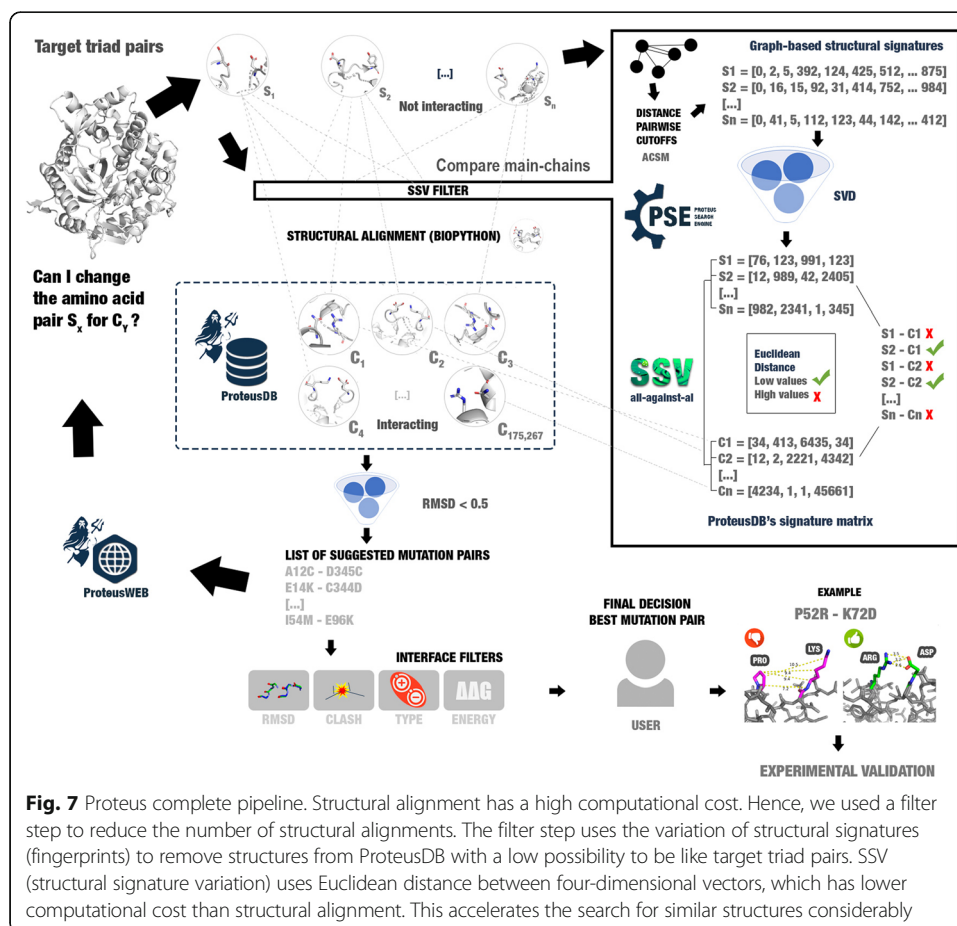 Target triad pairs
S1
S2
[...]
Sn
Not interacting
Compare main-chains
SSV FILTER
STRUCTURAL ALIGNMENT (BIOPYTHON)
Can I change
the amino acid
pair Sx for CY ?
ProteusDB
C1
C2
C3
C4
[...]
Interacting
C175,267
RMSD < 0.5
ProteusWEB
LIST OF SUGGESTED MUTATION PAIRS
A12C - D345C
E14K - C344D
[...]
I54M - E96K
INTERFACE FILTERS
RMSD
CLASH
TYPE
ΔΔG
ENERGY
FINAL DECISION
BEST MUTATION PAIR
USER
EXAMPLE
P52R - K72D
PRO
LYS
ARG
ASP
EXPERIMENTAL VALIDATION
Graph-based structural signatures
DISTANCE
PAIRWISE
CUTOFFS
ACSM
S1 = [0, 2, 5, 392, 124, 425, 512, ... 875]
S2 = [0, 16, 15, 92, 31, 414, 752, ... 984]
[...]
Sn = [0, 41, 5, 112, 123, 44, 142, ... 412]
PSE PROTEUS
SEARCH
ENGINE
SVD
S1 = [76, 123, 991, 123]
S2 = [12, 989, 42, 2405]
[...]
Sn = [982, 2341, 1, 345]
SSV
all-against-al
Euclidean
Distance
Low values
High values X
S1 - C1 X
S2 - C1
S1 - C2 X
S2 - C2
[...]
Sn - Cn X
C1 = [34, 413, 6435, 34]
C2 = [12, 2, 2221, 4342]
[...]
Cn = [4234, 1, 1, 45661]
ProteusDB's signature matrix
Fig. 7 Proteus complete pipeline. Structural alignment has a high computational cost. Hence, we used a filter
step to reduce the number of structural alignments. The filter step uses the variation of structural signatures
(fingerprints) to remove structures from ProteusDB with a low possibility to be like target triad pairs. SSV
(structural signature variation) uses Euclidean distance between four-dimensional vectors, which has lower
computational cost than structural alignment. This accelerates the search for similar structures considerably